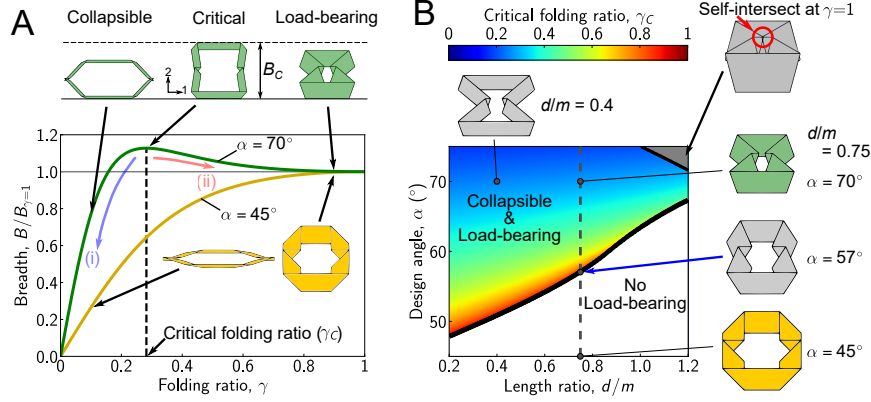 A
Collapsible
Critical
Load-bearing
2
1
B_C
1.2
1.0
0.8
0.6
0.4
0.2
0.0
Breadth, B/B_{γ=1}
α = 70°
(ii)
α = 45°
(i)
Critical folding ratio (γ_C)
0 0.2 0.4 0.6 0.8 1
Folding ratio, γ
B
Critical folding ratio, γ_C
0 0.2 0.4 0.6 0.8 1
Self-intersect at γ=1
d/m = 0.4
70
60
50
45
Design angle, α (°)
Collapsible
&
Load-bearing
No
Load-bearing
0.2 0.4 0.6 0.8 1.0 1.2
Length ratio, d/m
d/m
= 0.75
α = 70°
α = 57°
α = 45°